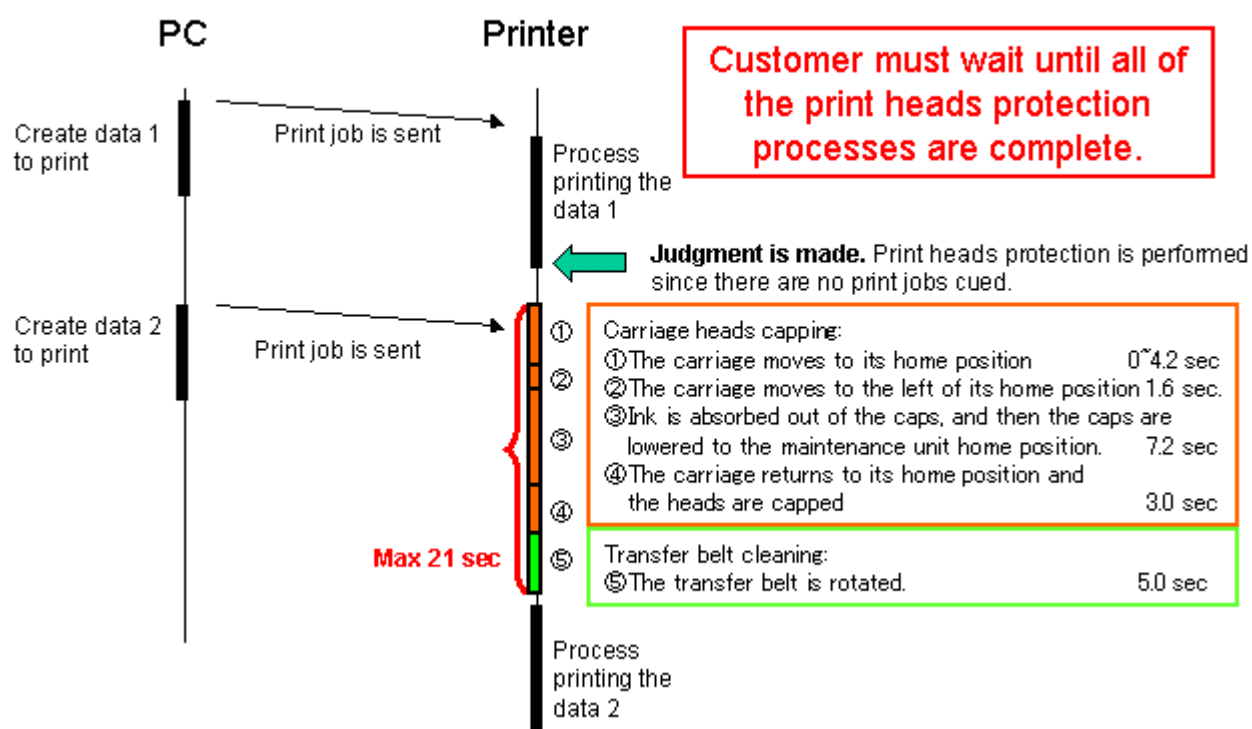 PC
Printer
Customer must wait until all of
the print heads protection
processes are complete.
Create data 1
to print
Print job is sent
Process
printing the
data 1
Judgment is made. Print heads protection is performed
since there are no print jobs cued.
Create data 2
to print
Print job is sent
①
②
③
④
⑤
Max 21 sec
Carriage heads capping:
①The carriage moves to its home position 0~4.2 sec
②The carriage moves to the left of its home position 1.6 sec.
③Ink is absorbed out of the caps, and then the caps are
lowered to the maintenance unit home position. 7.2 sec
④The carriage returns to its home position and
the heads are capped 3.0 sec
Transfer belt cleaning:
⑤The transfer belt is rotated. 5.0 sec
Process
printing the
data 2